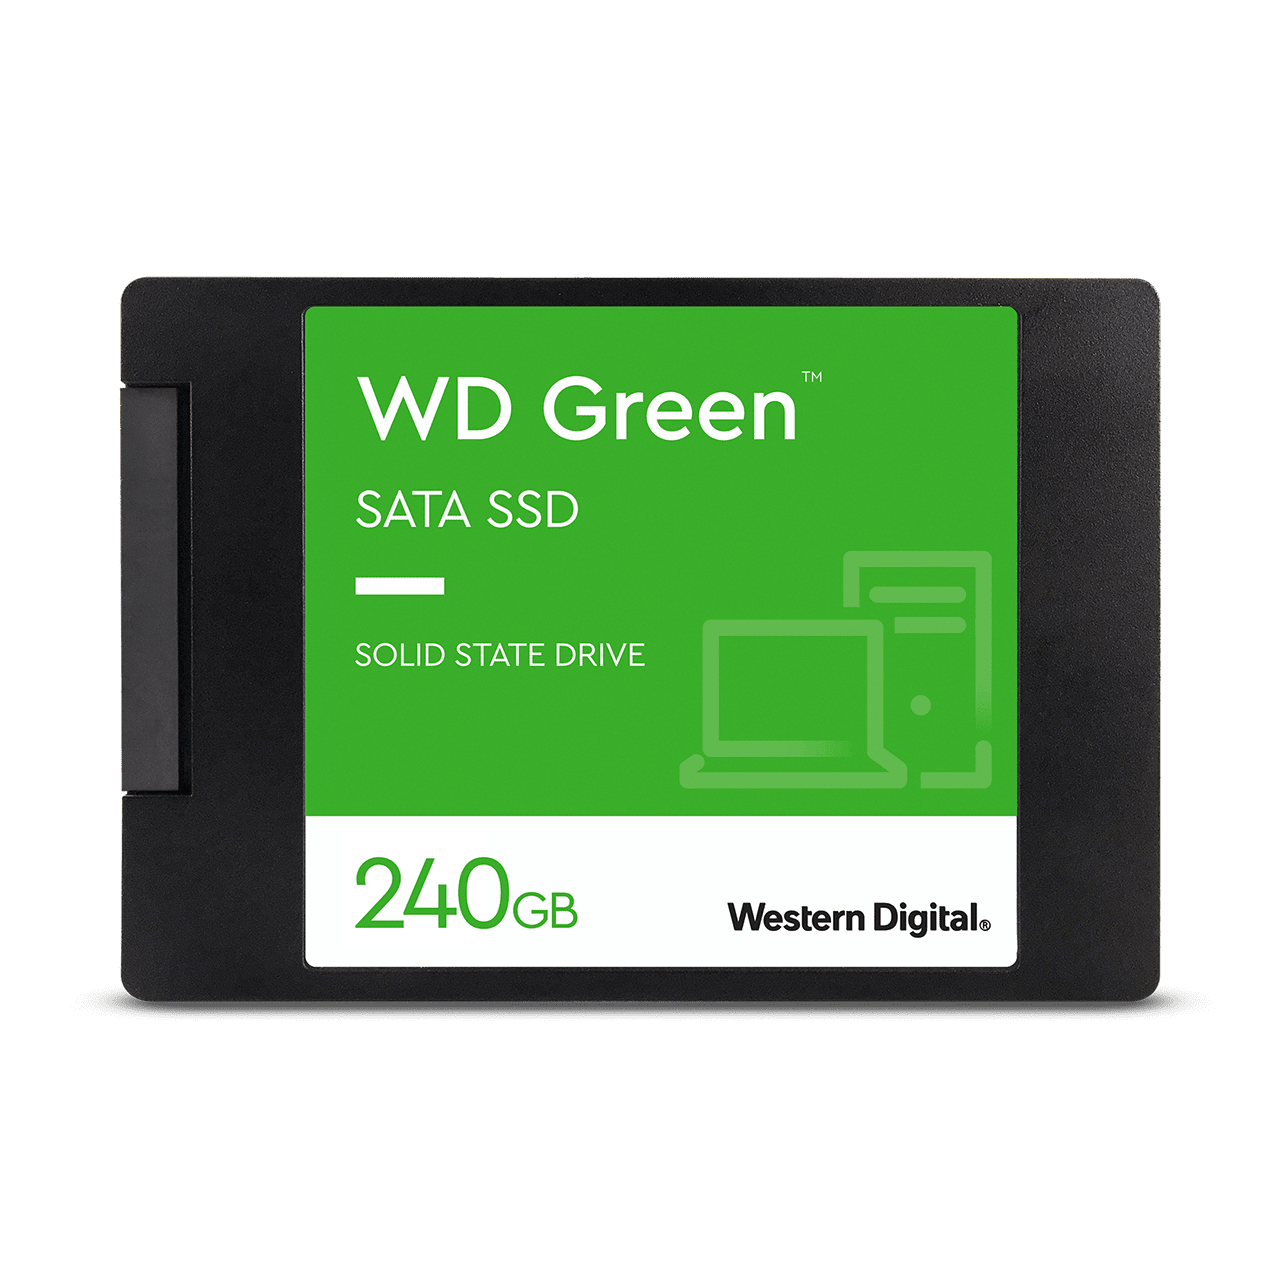 WD Green™
SATA SSD
SOLID STATE DRIVE
240GB
Western Digital®